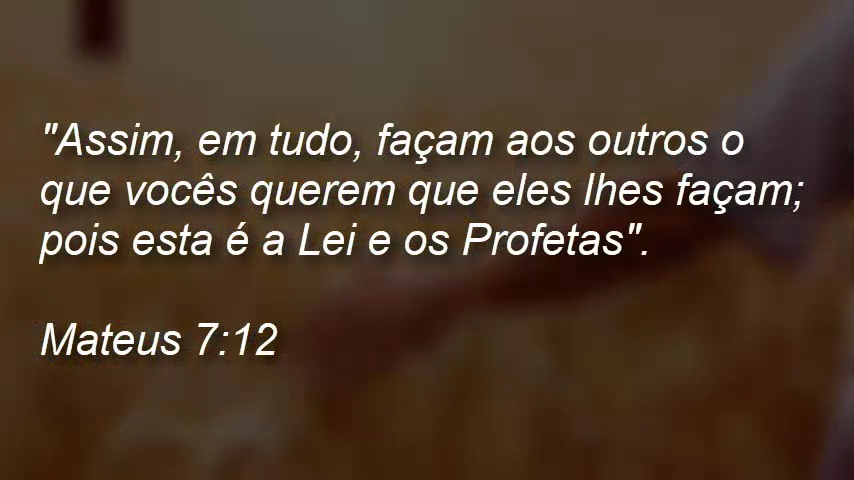 "Assim, em tudo, façam aos outros o
que vocês querem que eles lhes façam;
pois esta é a Lei e os Profetas".
Mateus 7:12